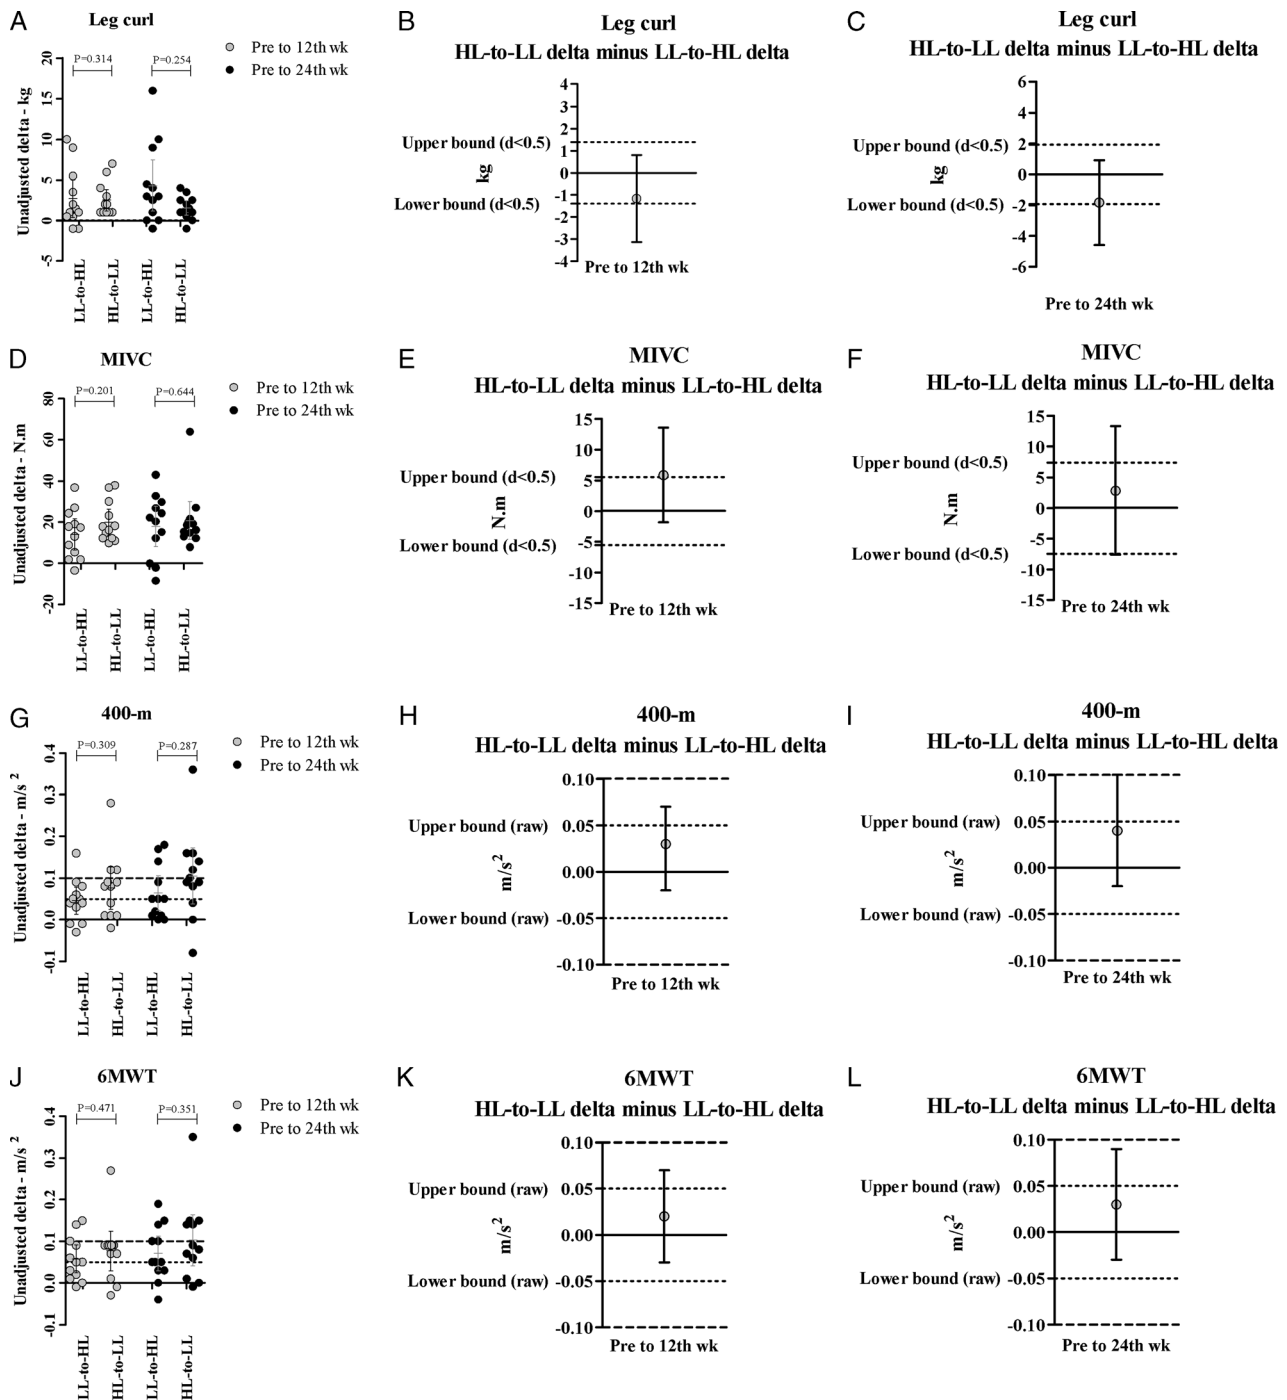 A
Leg curl
Pre to 12th wk
Pre to 24th wk
P=0.314
P=0.254
Unadjusted delta - kg
20
15
10
5
0
-5
LL-to-HL
HL-to-LL
LL-to-HL
HL-to-LL
B
Leg curl
HL-to-LL delta minus LL-to-HL delta
Upper bound (d<0.5)
kg
Lower bound (d<0.5)
4
3
2
1
0
-1
-2
-3
-4
Pre to 12th wk
C
Leg curl
HL-to-LL delta minus LL-to-HL delta
Upper bound (d<0.5)
kg
Lower bound (d<0.5)
6
4
2
0
-2
-4
-6
Pre to 24th wk
D
MIVC
Pre to 12th wk
Pre to 24th wk
P=0.201
P=0.644
Unadjusted delta - N.m
80
60
40
20
0
-20
LL-to-HL
HL-to-LL
LL-to-HL
HL-to-LL
E
MIVC
HL-to-LL delta minus LL-to-HL delta
Upper bound (d<0.5)
N.m
Lower bound (d<0.5)
15
10
5
0
-5
-10
-15
Pre to 12th wk
F
MIVC
HL-to-LL delta minus LL-to-HL delta
Upper bound (d<0.5)
N.m
Lower bound (d<0.5)
15
10
5
0
-5
-10
-15
Pre to 24th wk
G
400-m
Pre to 12th wk
Pre to 24th wk
P=0.309
P=0.287
Unadjusted delta - m/s²
0.4
0.3
0.2
0.1
0.0
-0.1
LL-to-HL
HL-to-LL
LL-to-HL
HL-to-LL
H
400-m
HL-to-LL delta minus LL-to-HL delta
Upper bound (raw)
m/s²
Lower bound (raw)
0.10
0.05
0.00
-0.05
-0.10
Pre to 12th wk
I
400-m
HL-to-LL delta minus LL-to-HL delta
Upper bound (raw)
m/s²
Lower bound (raw)
0.10
0.05
0.00
-0.05
-0.10
Pre to 24th wk
J
6MWT
Pre to 12th wk
Pre to 24th wk
P=0.471
P=0.351
Unadjusted delta - m/s²
0.4
0.3
0.2
0.1
0.0
-0.1
LL-to-HL
HL-to-LL
LL-to-HL
HL-to-LL
K
6MWT
HL-to-LL delta minus LL-to-HL delta
Upper bound (raw)
m/s²
Lower bound (raw)
0.10
0.05
0.00
-0.05
-0.10
Pre to 12th wk
L
6MWT
HL-to-LL delta minus LL-to-HL delta
Upper bound (raw)
m/s²
Lower bound (raw)
0.10
0.05
0.00
-0.05
-0.10
Pre to 24th wk